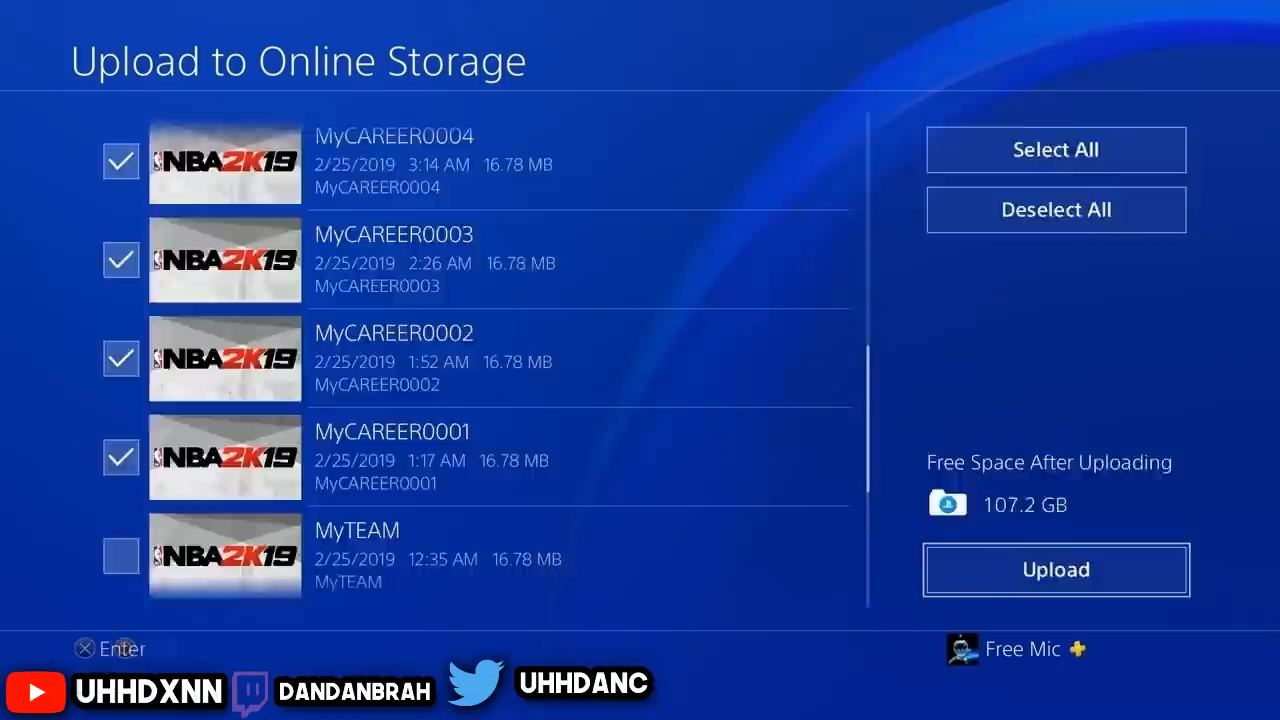 Upload to Online Storage
NBA2K19
MyCAREER0004
2/25/2019 3:14 AM 16.78 MB
MyCAREER0004
NBA2K19
MyCAREER0003
2/25/2019 2:26 AM 16.78 MB
MyCAREER0003
NBA2K19
MyCAREER0002
2/25/2019 1:52 AM 16.78 MB
MyCAREER0002
NBA2K19
MyCAREER0001
2/25/2019 1:17 AM 16.78 MB
MyCAREER0001
NBA2K19
MyTEAM
2/25/2019 12:35 AM 16.78 MB
MyTEAM
Select All
Deselect All
Free Space After Uploading
107.2 GB
Upload
Enter
Free Mic
UHHDXNN
DANDANBRAH
UHHDANC